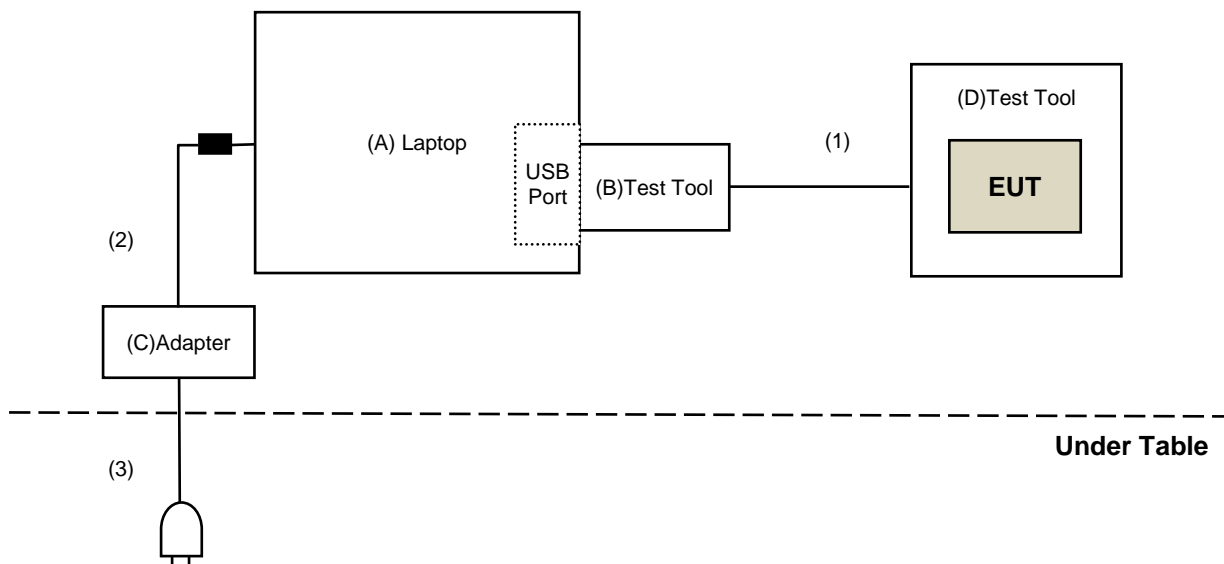 (D)Test Tool
(A) Laptop
(1)
USB
Port
(B)Test Tool
EUT
(2)
(C)Adapter
Under Table
(3)